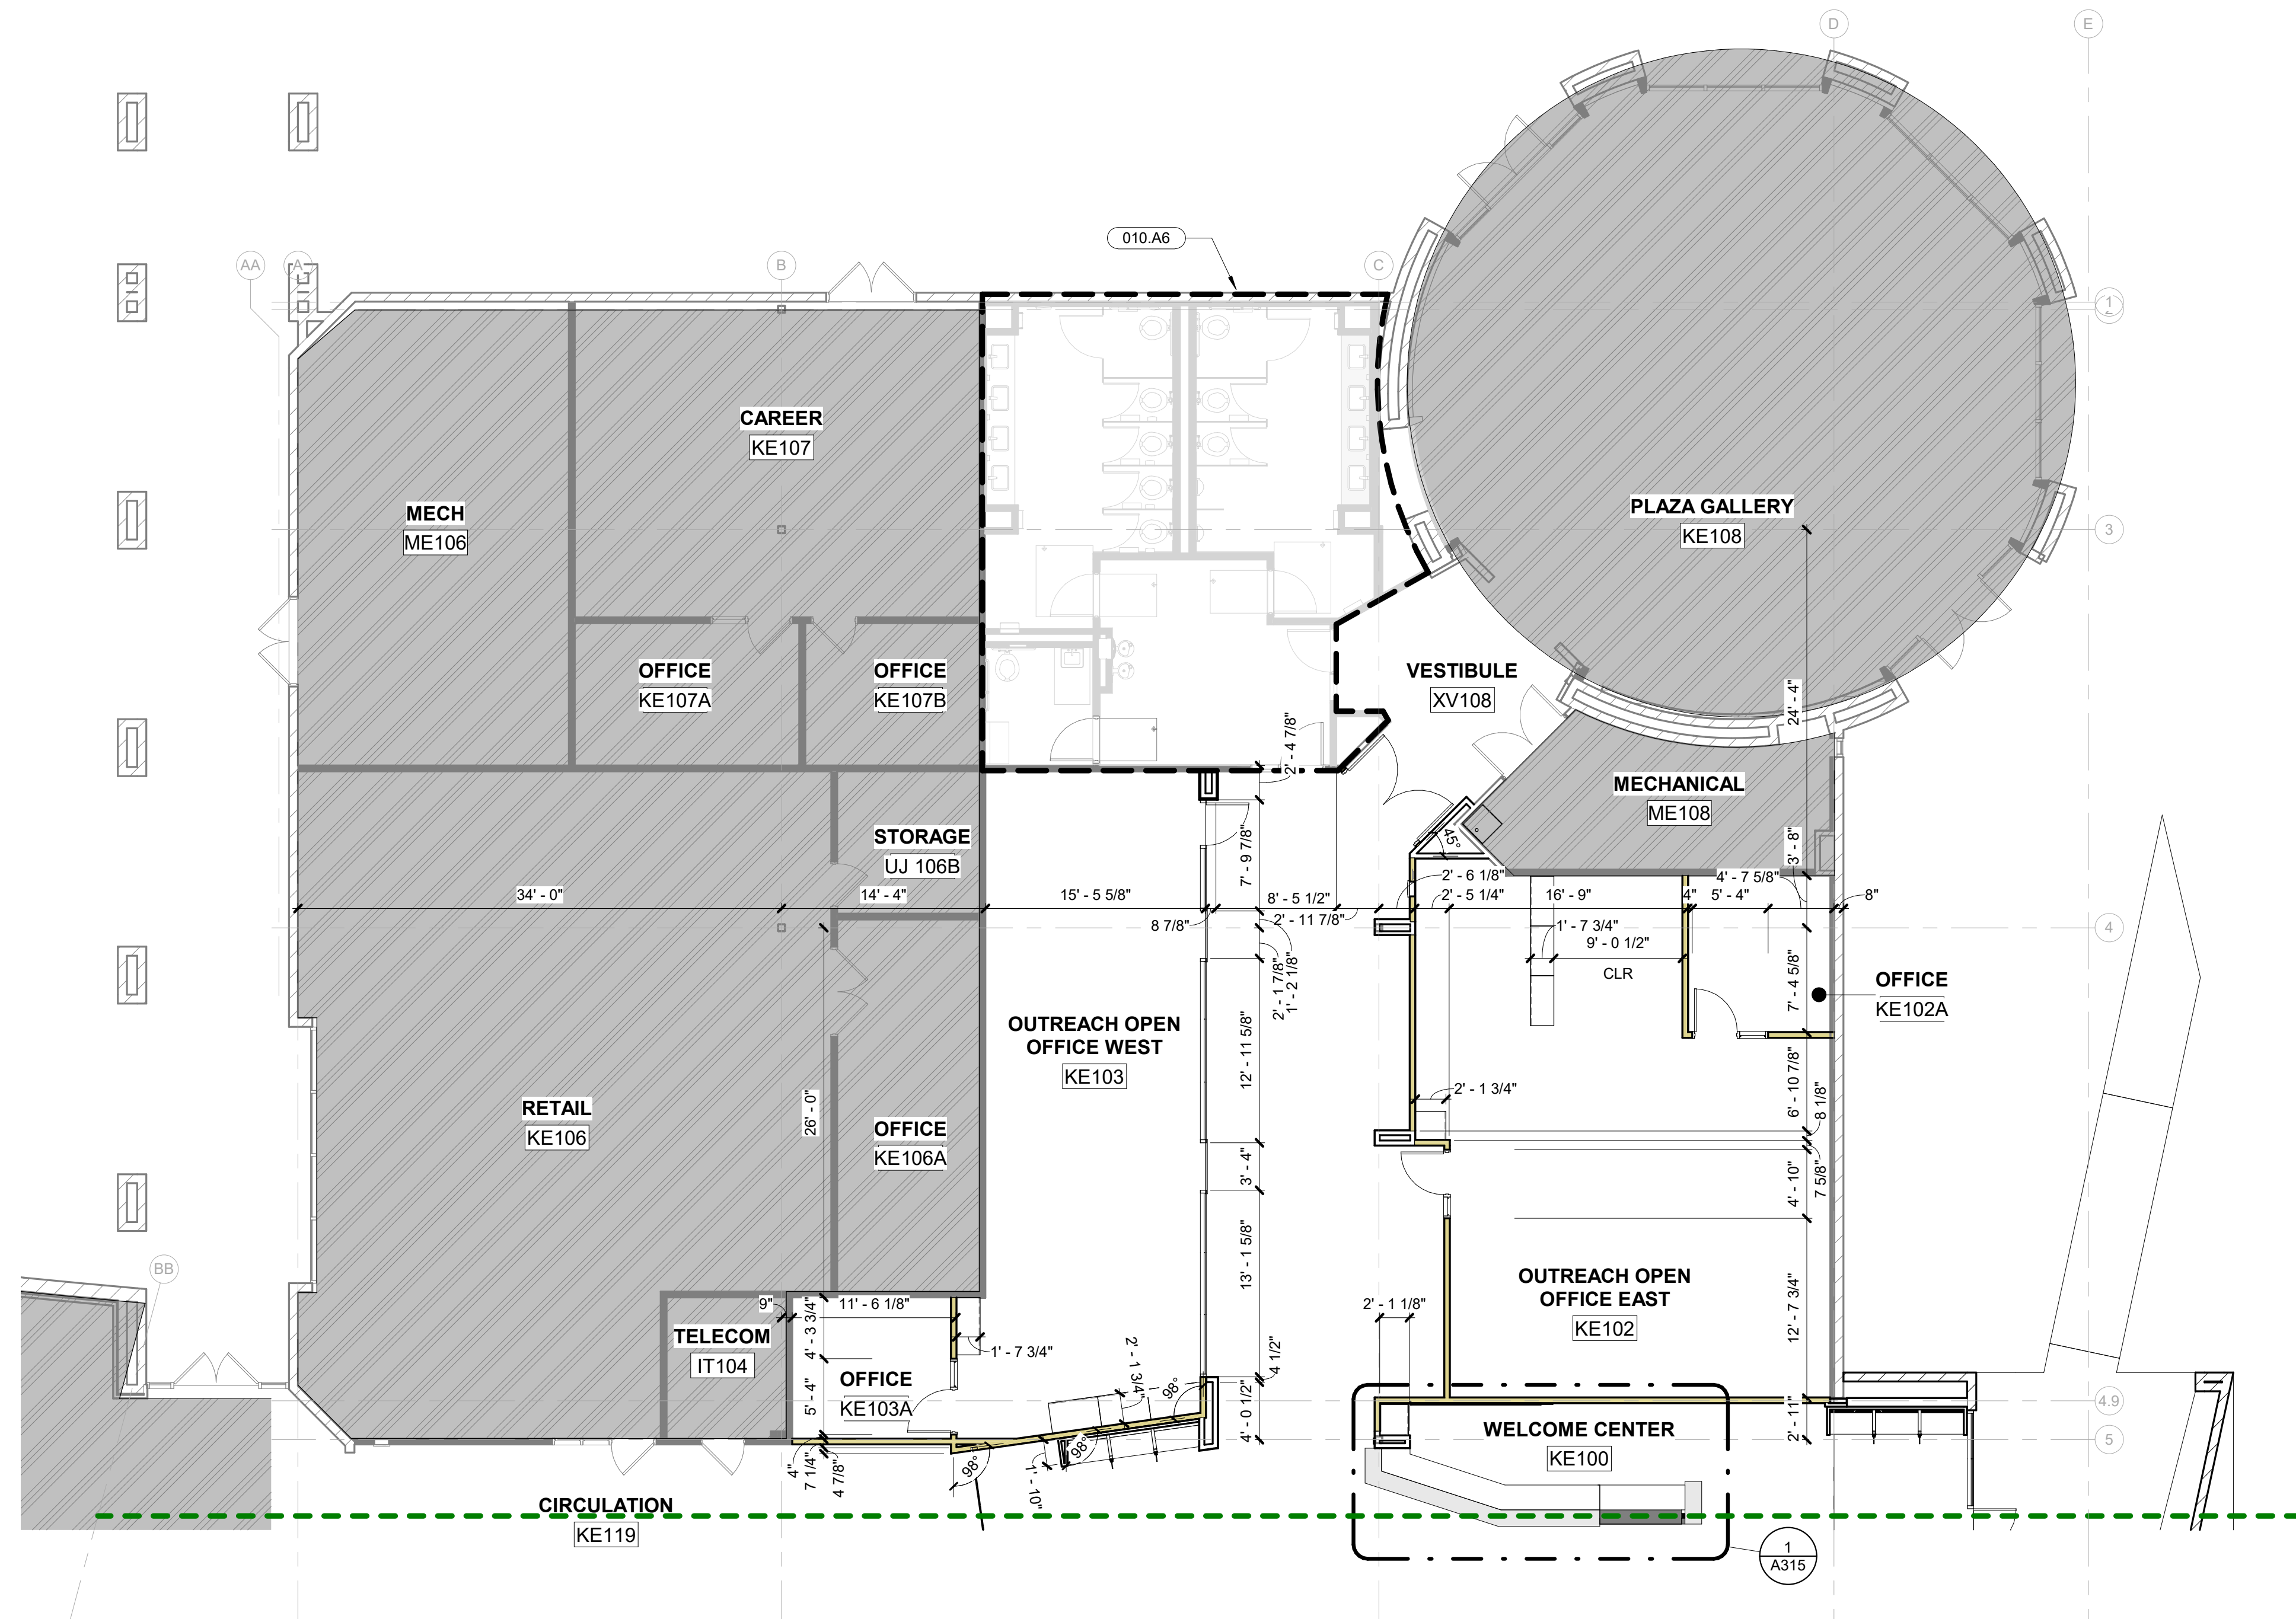 D
E
010.A6
AA
A
B
C
1
2
CAREER
KE107
MECH
ME106
PLAZA GALLERY
KE108
3
OFFICE
KE107A
OFFICE
KE107B
VESTIBULE
XV108
24' - 4"
2' - 4 7/8"
MECHANICAL
ME108
STORAGE
UJ 106B
45°
7' - 9 7/8"
3' - 8"
2' - 6 1/8"
4' - 7 5/8"
34' - 0"
14' - 4"
15' - 5 5/8"
8' - 5 1/2"
2' - 5 1/4"
16' - 9"
4"
5' - 4"
8"
8 7/8"
2' - 11 7/8"
1' - 7 3/4"
9' - 0 1/2"
CLR
4
2' - 1 7/8"
1' - 2 1/8"
7' - 4 5/8"
OFFICE
KE102A
OUTREACH OPEN
OFFICE WEST
KE103
12' - 11 5/8"
2' - 1 3/4"
6' - 10 7/8"
8 1/8"
RETAIL
KE106
26' - 0"
OFFICE
KE106A
3' - 4"
4' - 10"
7 5/8"
BB
13' - 1 5/8"
OUTREACH OPEN
OFFICE EAST
KE102
12' - 7 3/4"
9"
11' - 6 1/8"
2' - 1 1/8"
4' - 3 3/4"
TELECOM
IT104
1' - 7 3/4"
2' - 1 3/4"
4 1/2"
OFFICE
KE103A
5' - 4"
98°
4' - 0 1/2"
2' - 11"
4.9
WELCOME CENTER
KE100
5
4"
7 1/4"
4 7/8"
98°
98°
1' - 10"
CIRCULATION
KE119
1
A315